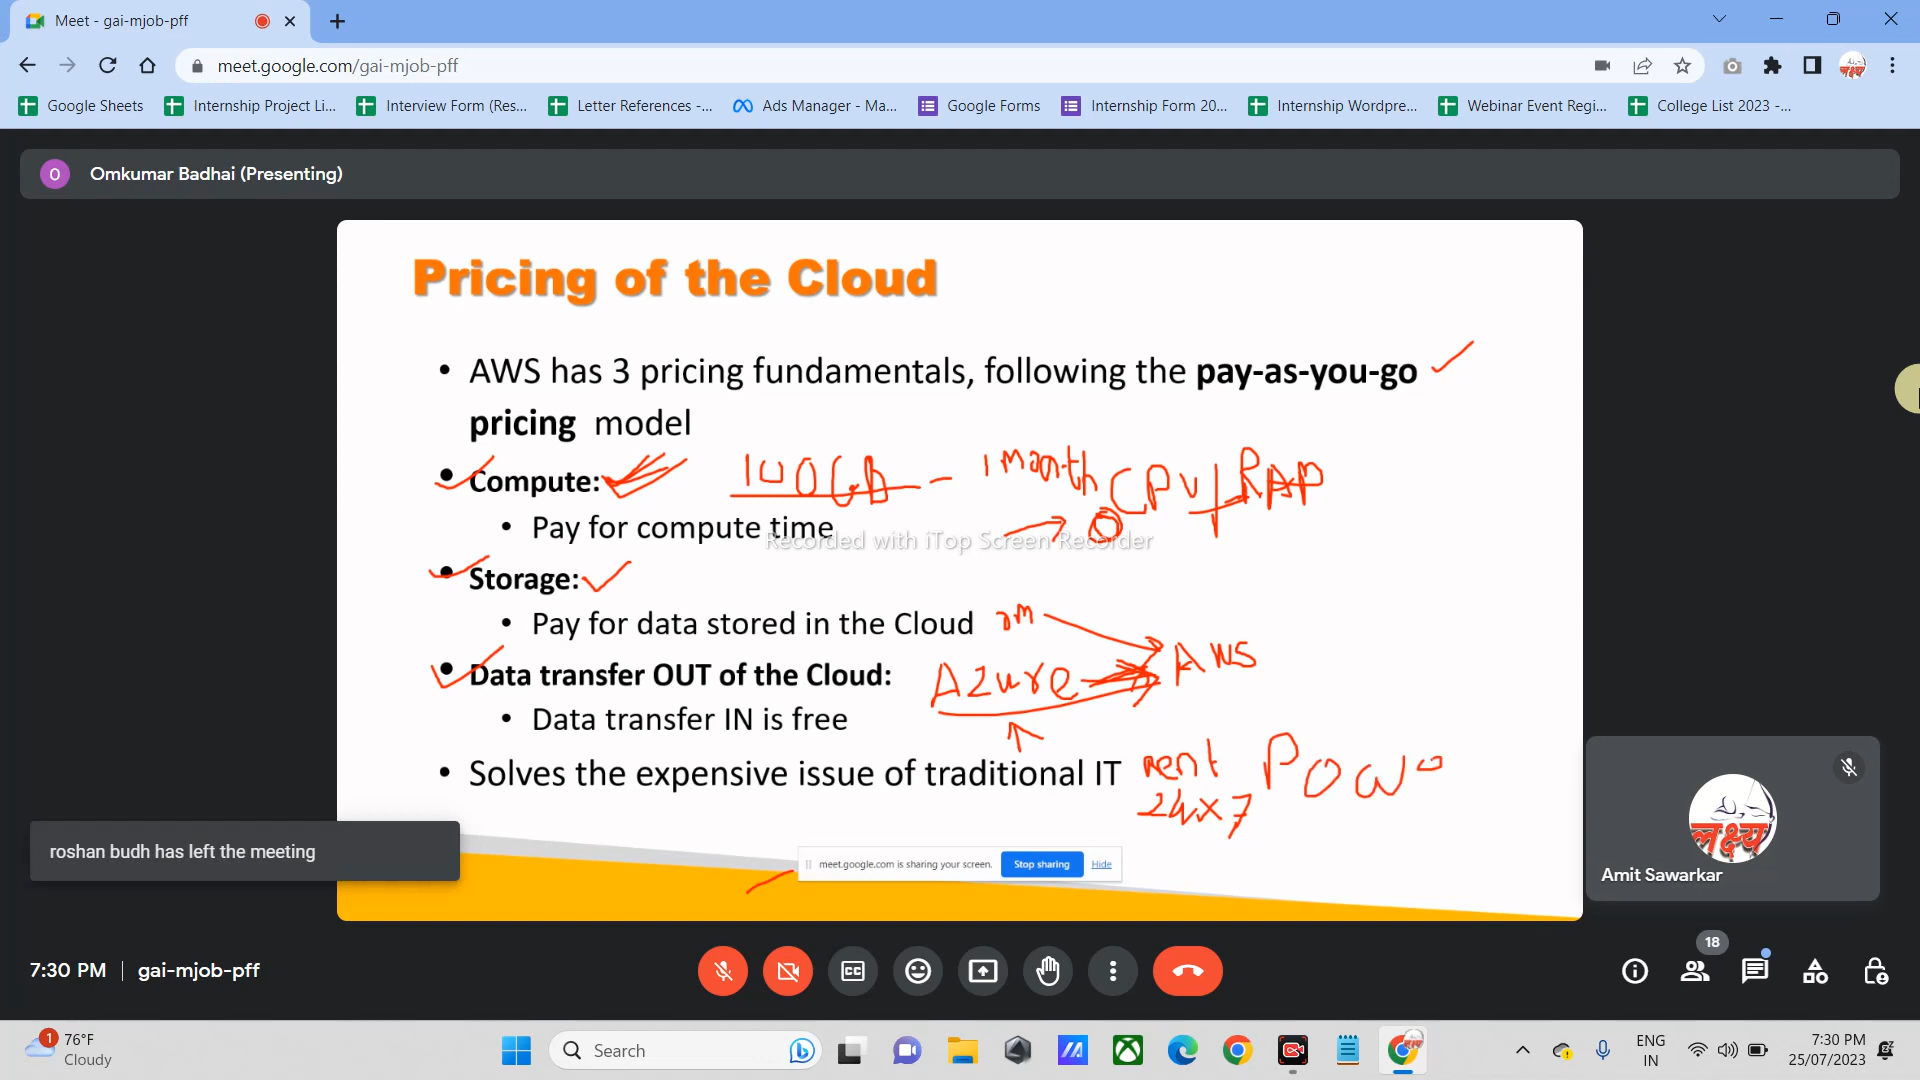 Meet - gai-mjob-pff
meet.google.com/gai-mjob-pff
Google Sheets
Internship Project Li...
Interview Form (Res...
Letter References -...
Ads Manager - Ma...
Google Forms
Internship Form 20...
Internship Wordpre...
Webinar Event Regi...
College List 2023 -...
O
Omkumar Badhai (Presenting)
Pricing of the Cloud
• AWS has 3 pricing fundamentals, following the pay-as-you-go
pricing model
• Compute:
100GB - 1 month
CPU
• Pay for compute time
Recorded with iTop Screen Recorder
• Storage:
• Pay for data stored in the Cloud
• Data transfer OUT of the Cloud:
Azure
AWS
• Data transfer IN is free
• Solves the expensive issue of traditional IT
rent
24x7
meet.google.com is sharing your screen.
Stop sharing
Hide
लक्ष्य
Amit Sawarkar
roshan budh has left the meeting
7:30 PM | gai-mjob-pff
CC
18
1
76°F
Cloudy
Search
ENG
IN
7:30 PM
25/07/2023